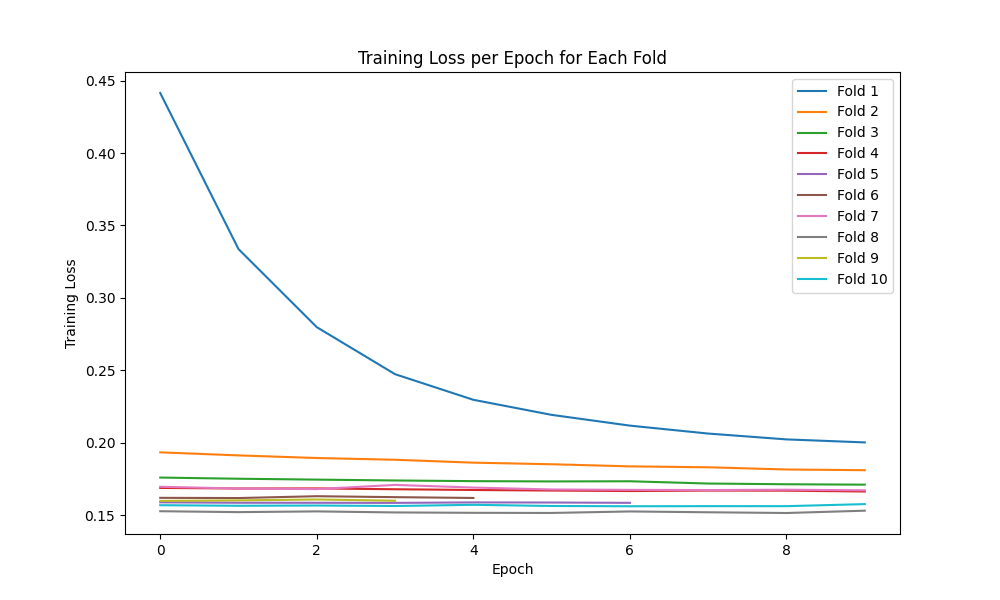 Training Loss per Epoch for Each Fold
Training Loss
0.45
0.40
0.35
0.30
0.25
0.20
0.15
0
2
4
6
8
Epoch
Fold 1
Fold 2
Fold 3
Fold 4
Fold 5
Fold 6
Fold 7
Fold 8
Fold 9
Fold 10